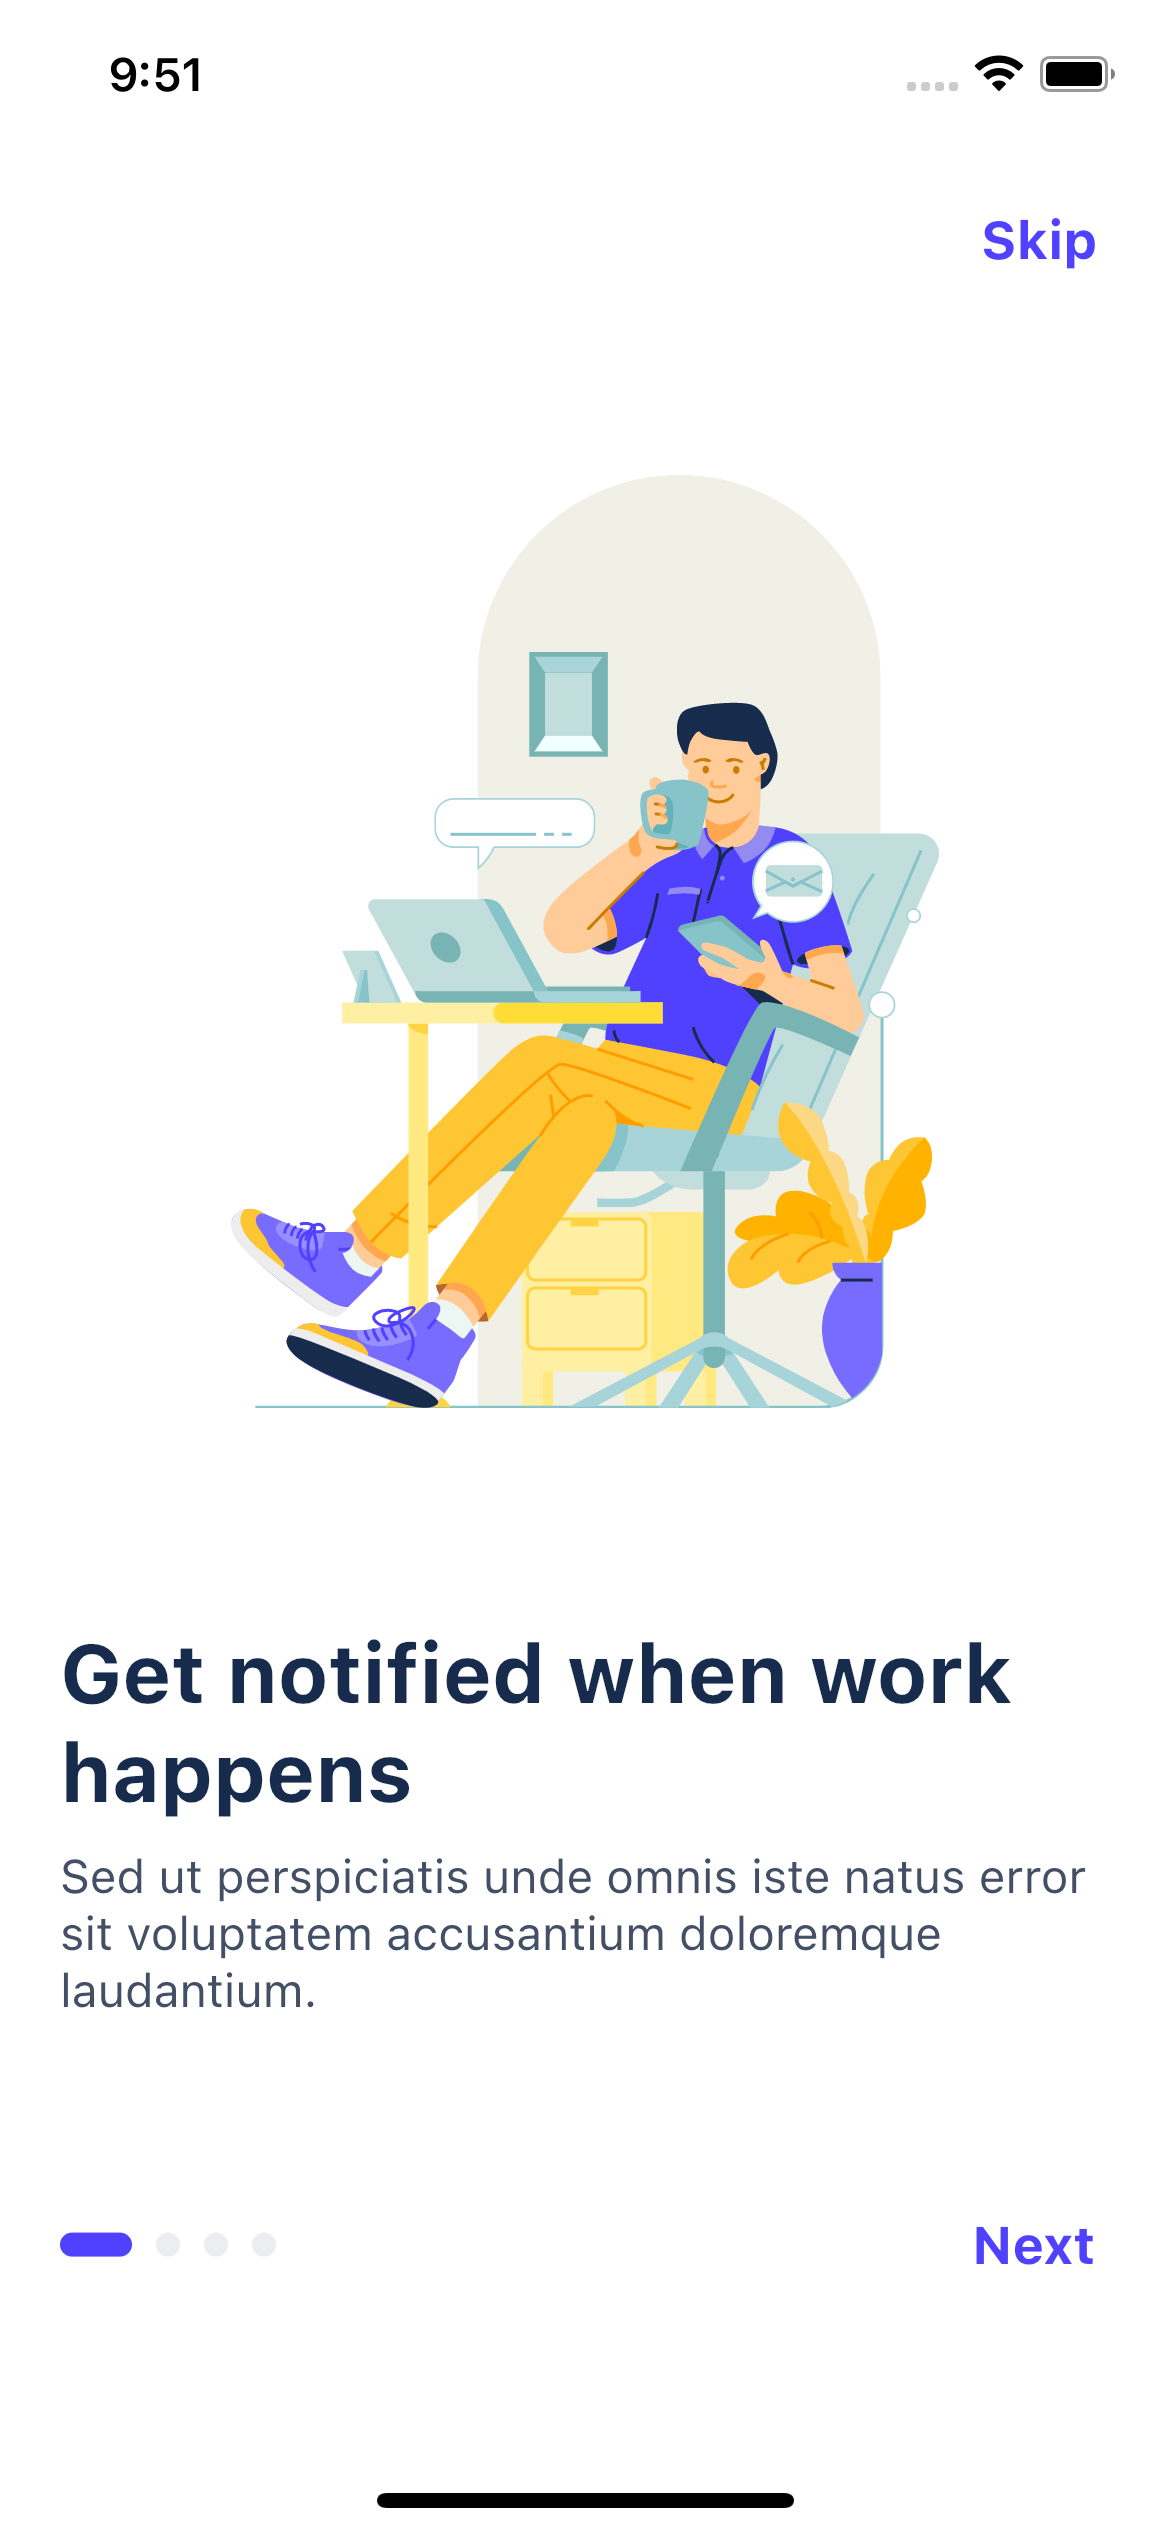 9:51
Skip
Get notified when work
happens
Sed ut perspiciatis unde omnis iste natus error
sit voluptatem accusantium doloremque
laudantium.
Next